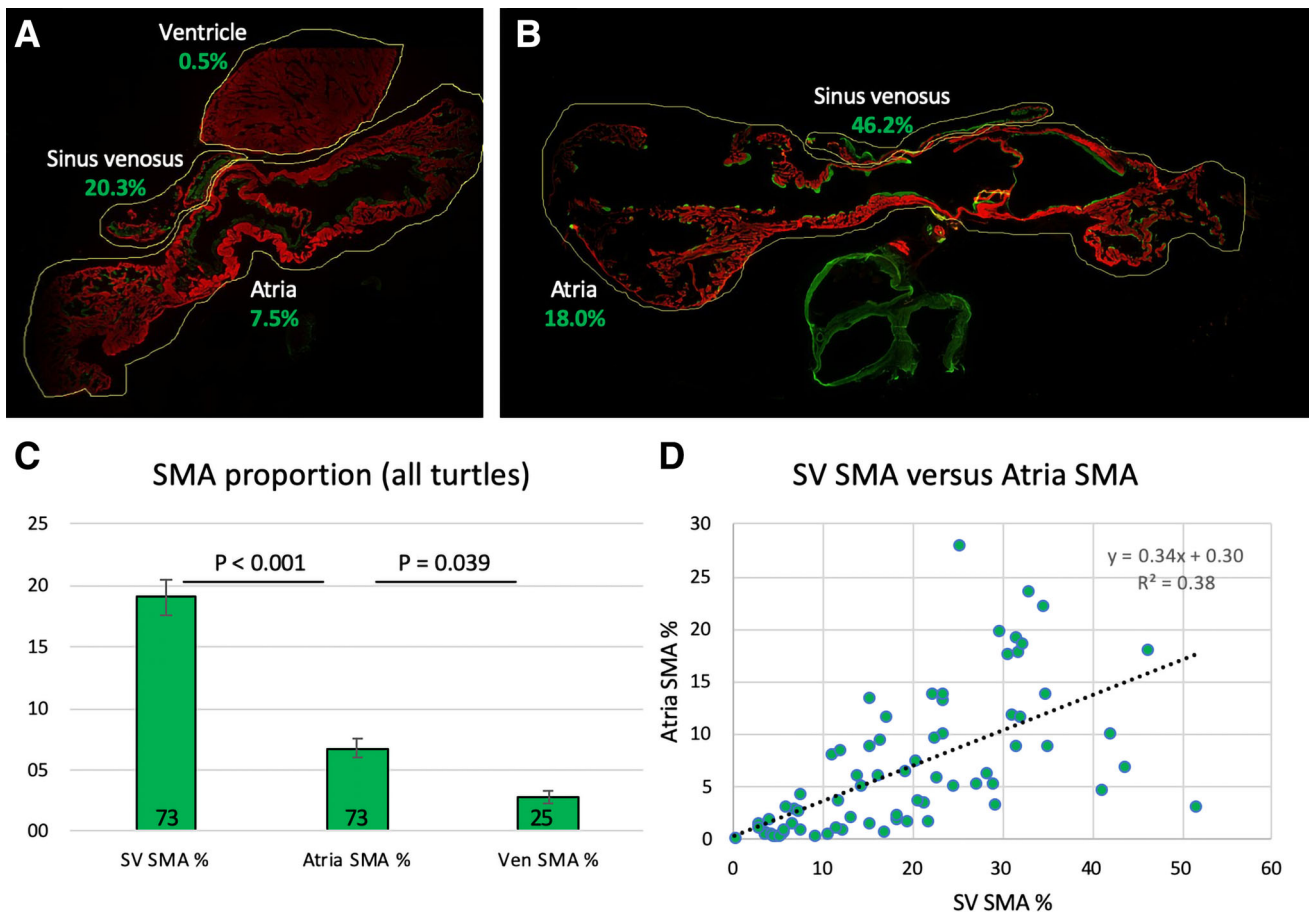 A
Ventricle
0.5%
Sinus venosus
20.3%
Atria
7.5%
B
Sinus venosus
46.2%
Atria
18.0%
C
SMA proportion (all turtles)
25
20
15
10
05
00
P < 0.001
P = 0.039
73
73
25
SV SMA %
Atria SMA %
Ven SMA %
D
SV SMA versus Atria SMA
30
25
20
15
10
5
0
Atria SMA %
y = 0.34x + 0.30
R² = 0.38
0 10 20 30 40 50 60
SV SMA %